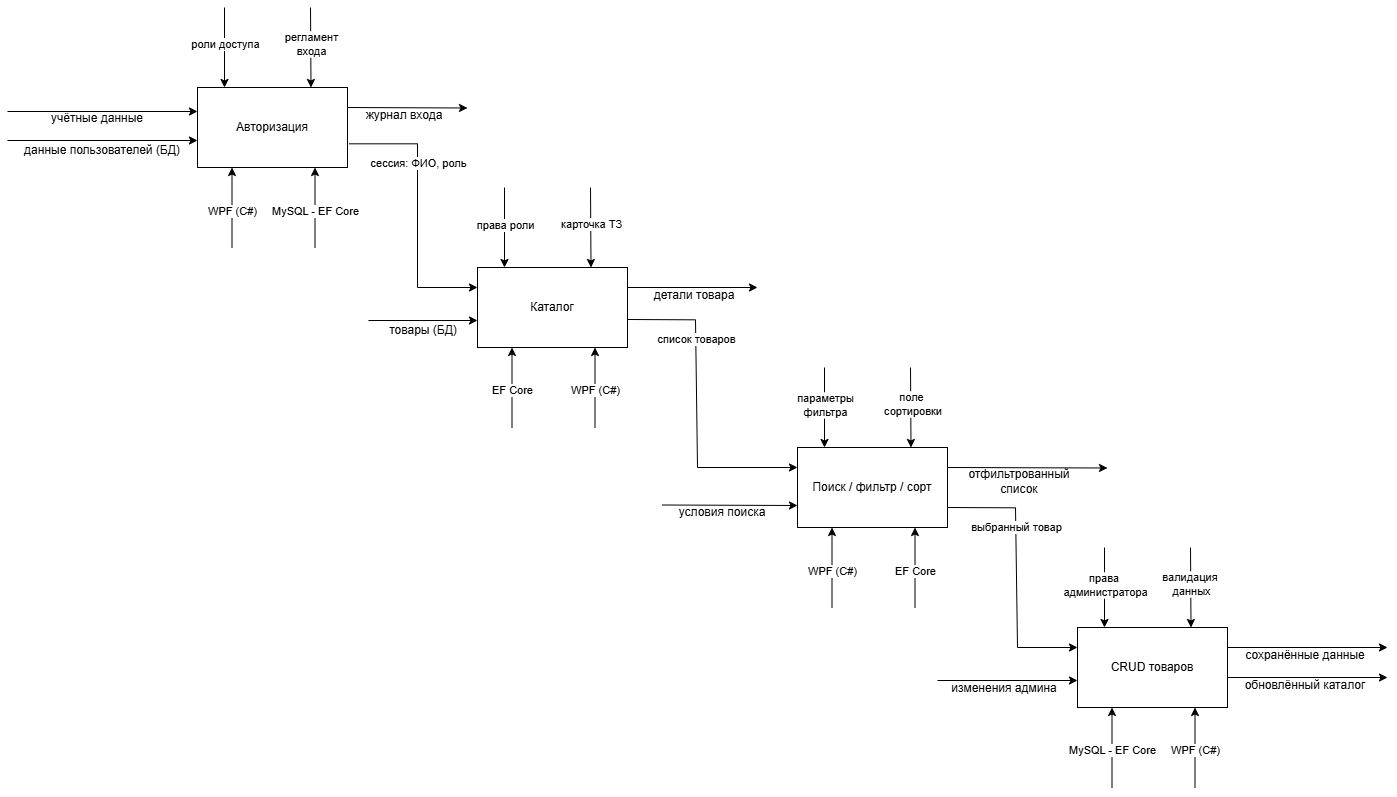 роли доступа
регламент
входа
учётные данные
данные пользователей (БД)
Авторизация
журнал входа
сессия: ФИО, роль
WPF (C#)
MySQL - EF Core
права роли
карточка ТЗ
товары (БД)
Каталог
детали товара
список товаров
EF Core
WPF (C#)
параметры
фильтра
поле
сортировки
условия поиска
Поиск / фильтр / сорт
отфильтрованный
список
выбранный товар
WPF (C#)
EF Core
права
администратора
валидация
данных
изменения админа
CRUD товаров
сохранённые данные
обновлённый каталог
MySQL - EF Core
WPF (C#)